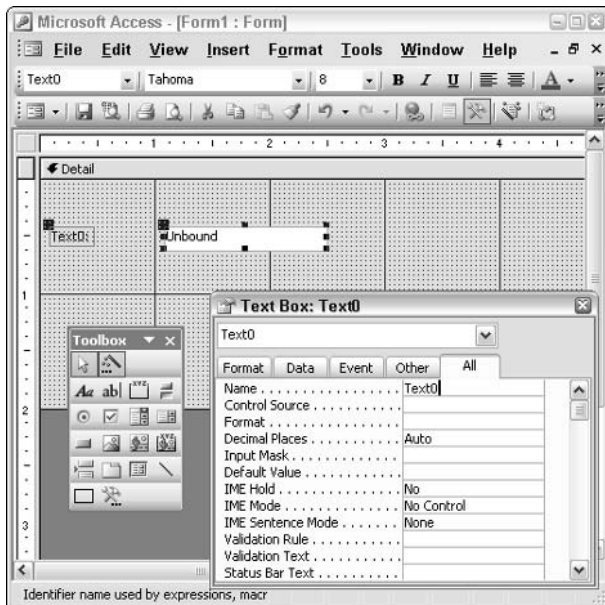 Microsoft Access - [Form1 : Form]
File Edit View Insert Format Tools Window Help
Text0 Tahoma 8 B I U A
1 2 3 4
Detail
Text0: Unbound
1
Text Box: Text0
Toolbox
Text0
Format Data Event Other All
Aa ab|
Name Text0
Control Source
2
Format
Decimal Places Auto
Input Mask
Default Value
IME Hold No
IME Mode No Control
IME Sentence Mode None
3
Validation Rule
Validation Text
Status Bar Text
Identifier name used by expressions, macr